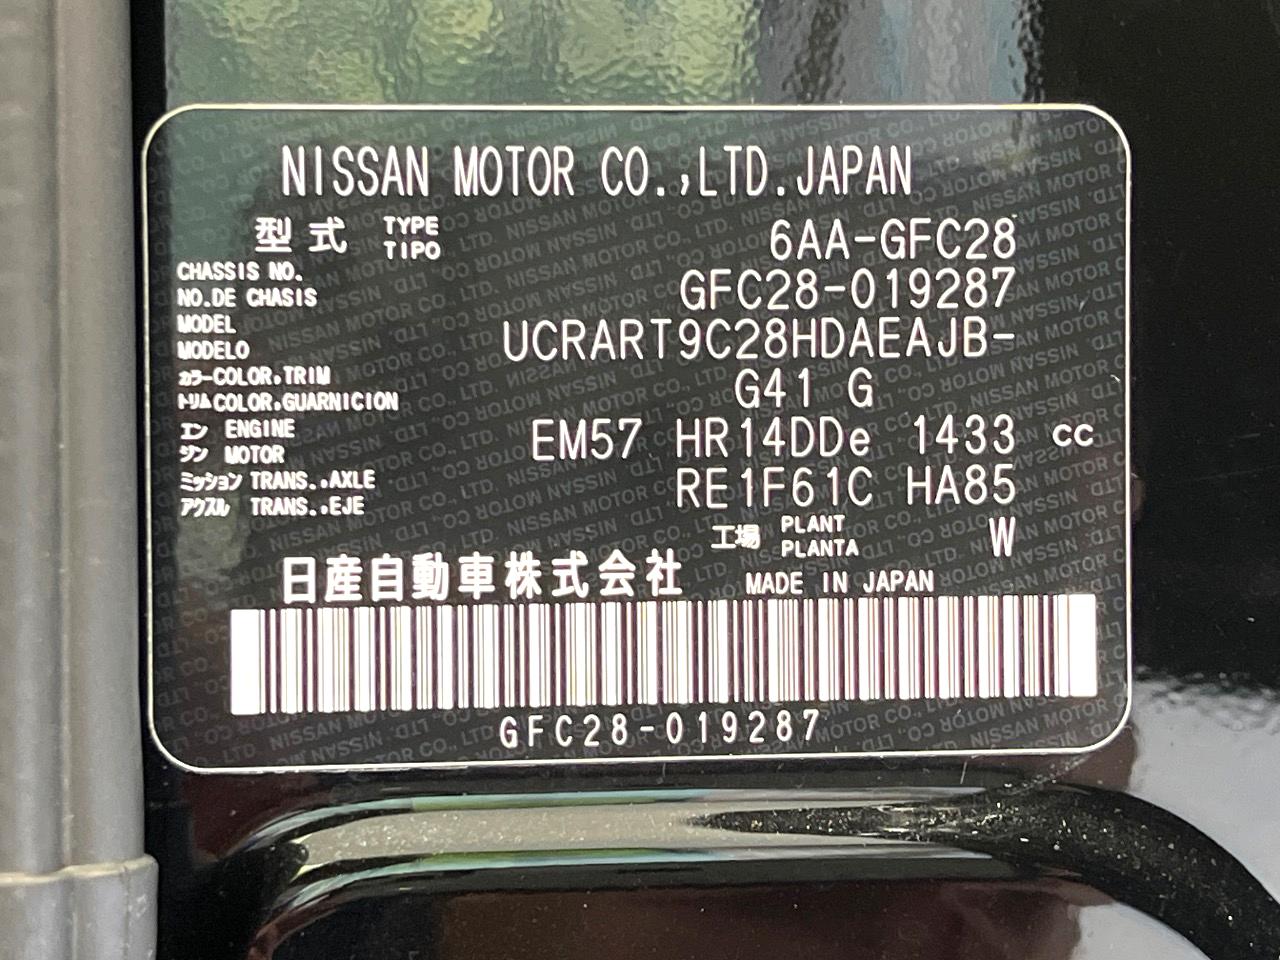 NISSAN MOTOR CO.,LTD.JAPAN
型式 TYPE TIPO 6AA-GFC28
CHASSIS NO. NO.DE CHASIS GFC28-019287
MODEL MODELO UCRART9C28HDAEAJB-
カラー COLOR.TRIM トリム COLOR.GUARNICION G41 G
エンジン ENGINE MOTOR EM57 HR14DDe 1433 cc
ミッション TRANS..AXLE アクスル TRANS..EJE RE1F61C HA85
工場 PLANT PLANTA W
日産自動車株式会社 MADE IN JAPAN
GFC28-019287